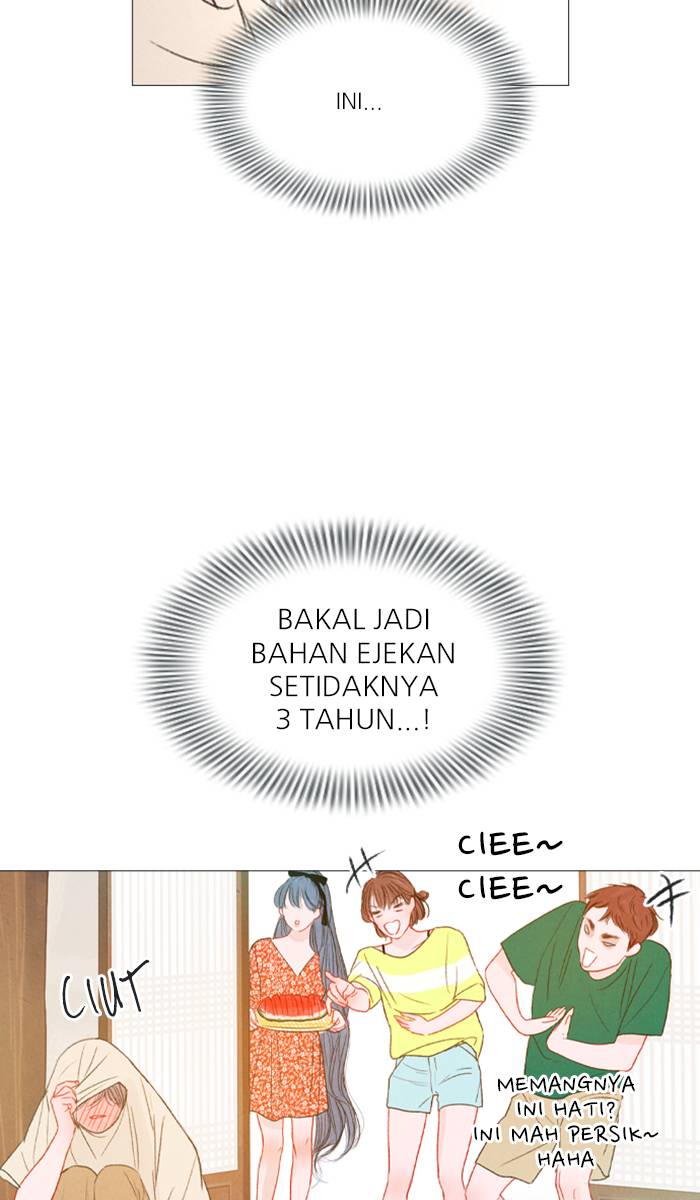 INI...
BAKAL JADI
BAHAN EJEKAN
SETIDAKNYA
3 TAHUN...!
CIEE~
CIEE~
CIUT
MEMANGNYA
INI HATI?
INI MAH PERSIK~
HAHA